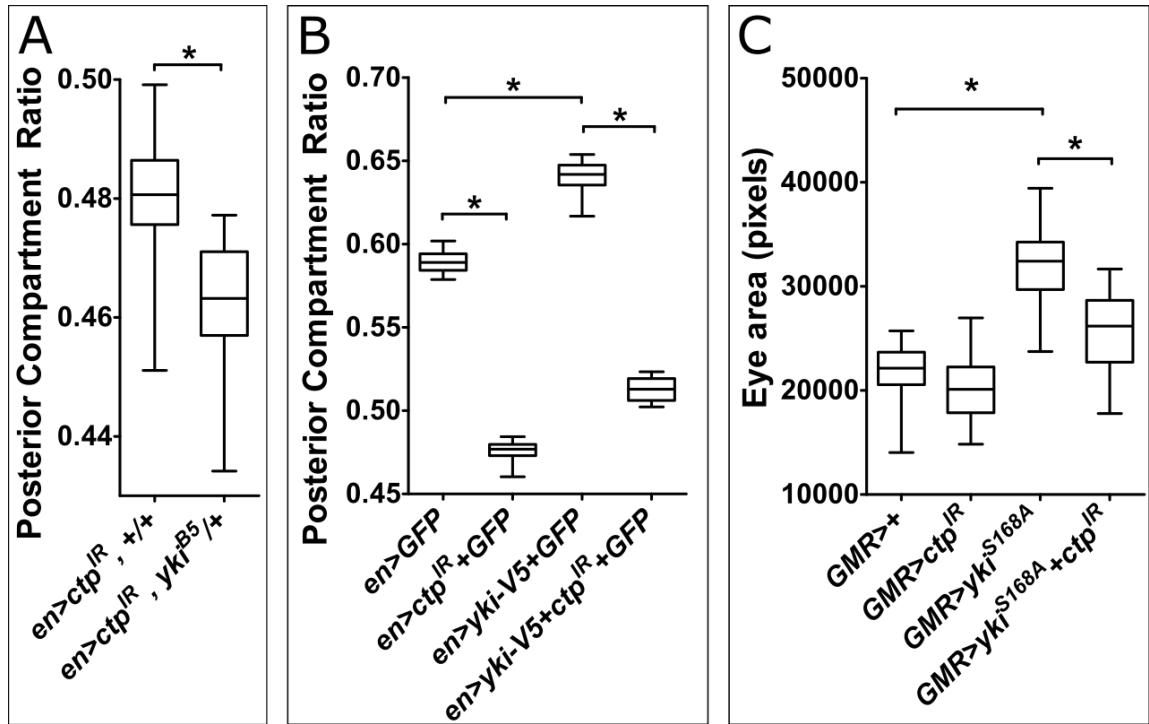 A
Posterior Compartment Ratio
*
0.50
0.48
0.46
0.44
en>ctp^IR, +/+
en>ctp^IR, yki^B5/+
B
Posterior Compartment Ratio
*
*
*
0.70
0.65
0.60
0.55
0.50
0.45
en>GFP
en>ctp^IR+GFP
en>yki-V5+GFP
en>yki-V5+ctp^IR+GFP
C
Eye area (pixels)
*
*
50000
40000
30000
20000
10000
GMR>+
GMR>ctp^IR
GMR>yki^S168A
GMR>yki^S168A+ctp^IR